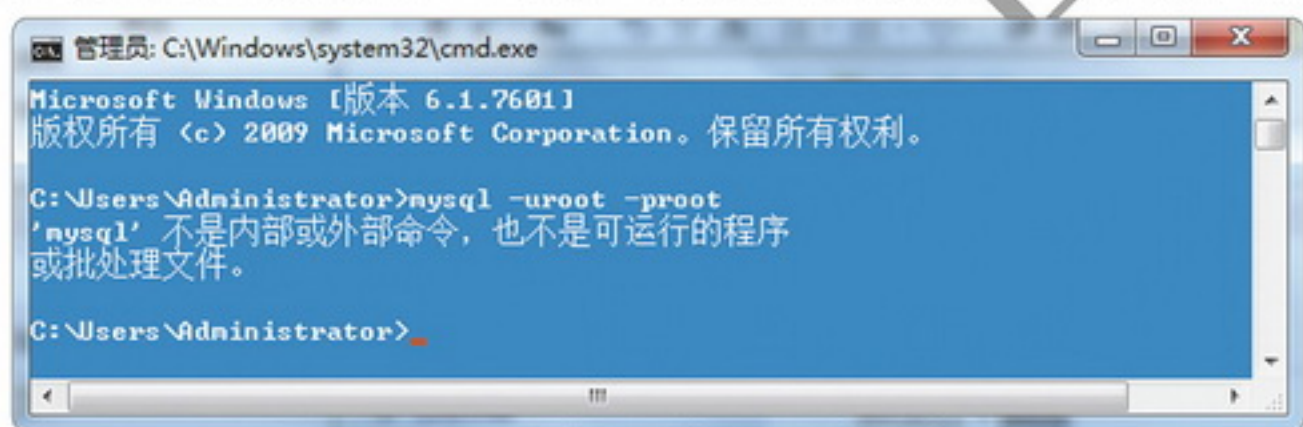 管理员: C:\Windows\system32\cmd.exe
Microsoft Windows [版本 6.1.7601]
版权所有 <c> 2009 Microsoft Corporation。保留所有权利。
C:\Users\Administrator>mysql -uroot -proot
'mysql' 不是内部或外部命令，也不是可运行的程序
或批处理文件。
C:\Users\Administrator>